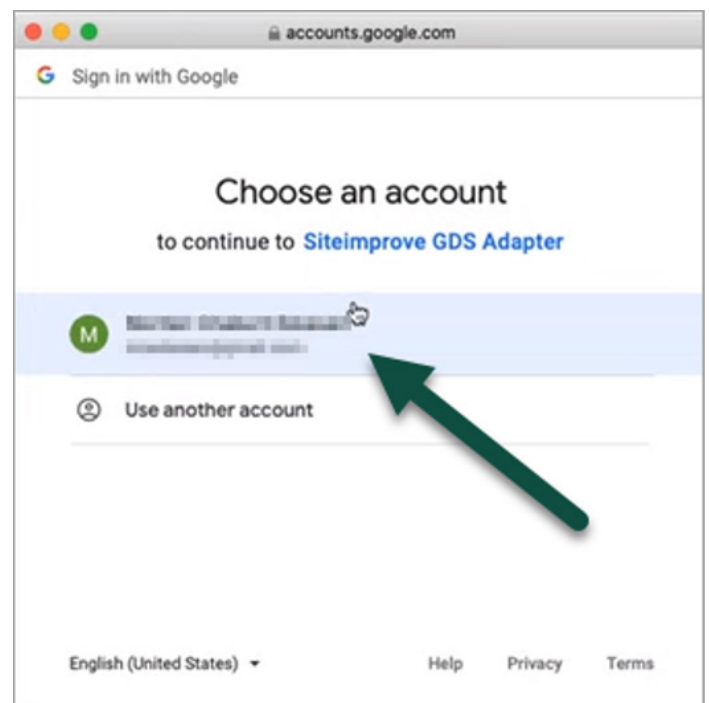 accounts.google.com
G Sign in with Google
Choose an account
to continue to Siteimprove GDS Adapter
M
Use another account
English (United States)
Help Privacy Terms